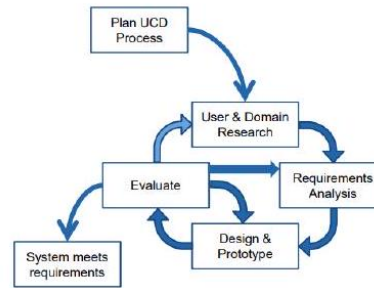 Plan UCD
Process
User & Domain
Research
Evaluate
Requirements
Analysis
Design &
Prototype
System meets
requirements